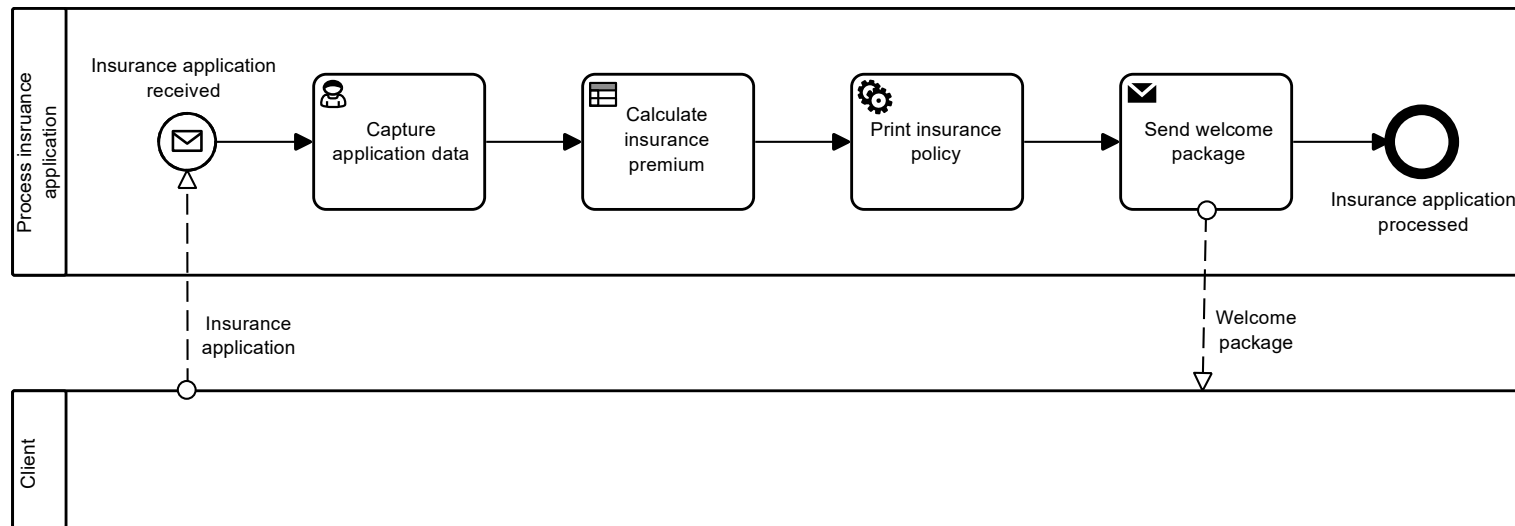 Process insruance
application
Insurance application
received
Capture
application data
Calculate
insurance
premium
Print insurance
policy
Send welcome
package
Insurance application
processed
Insurance
application
Welcome
package
Client